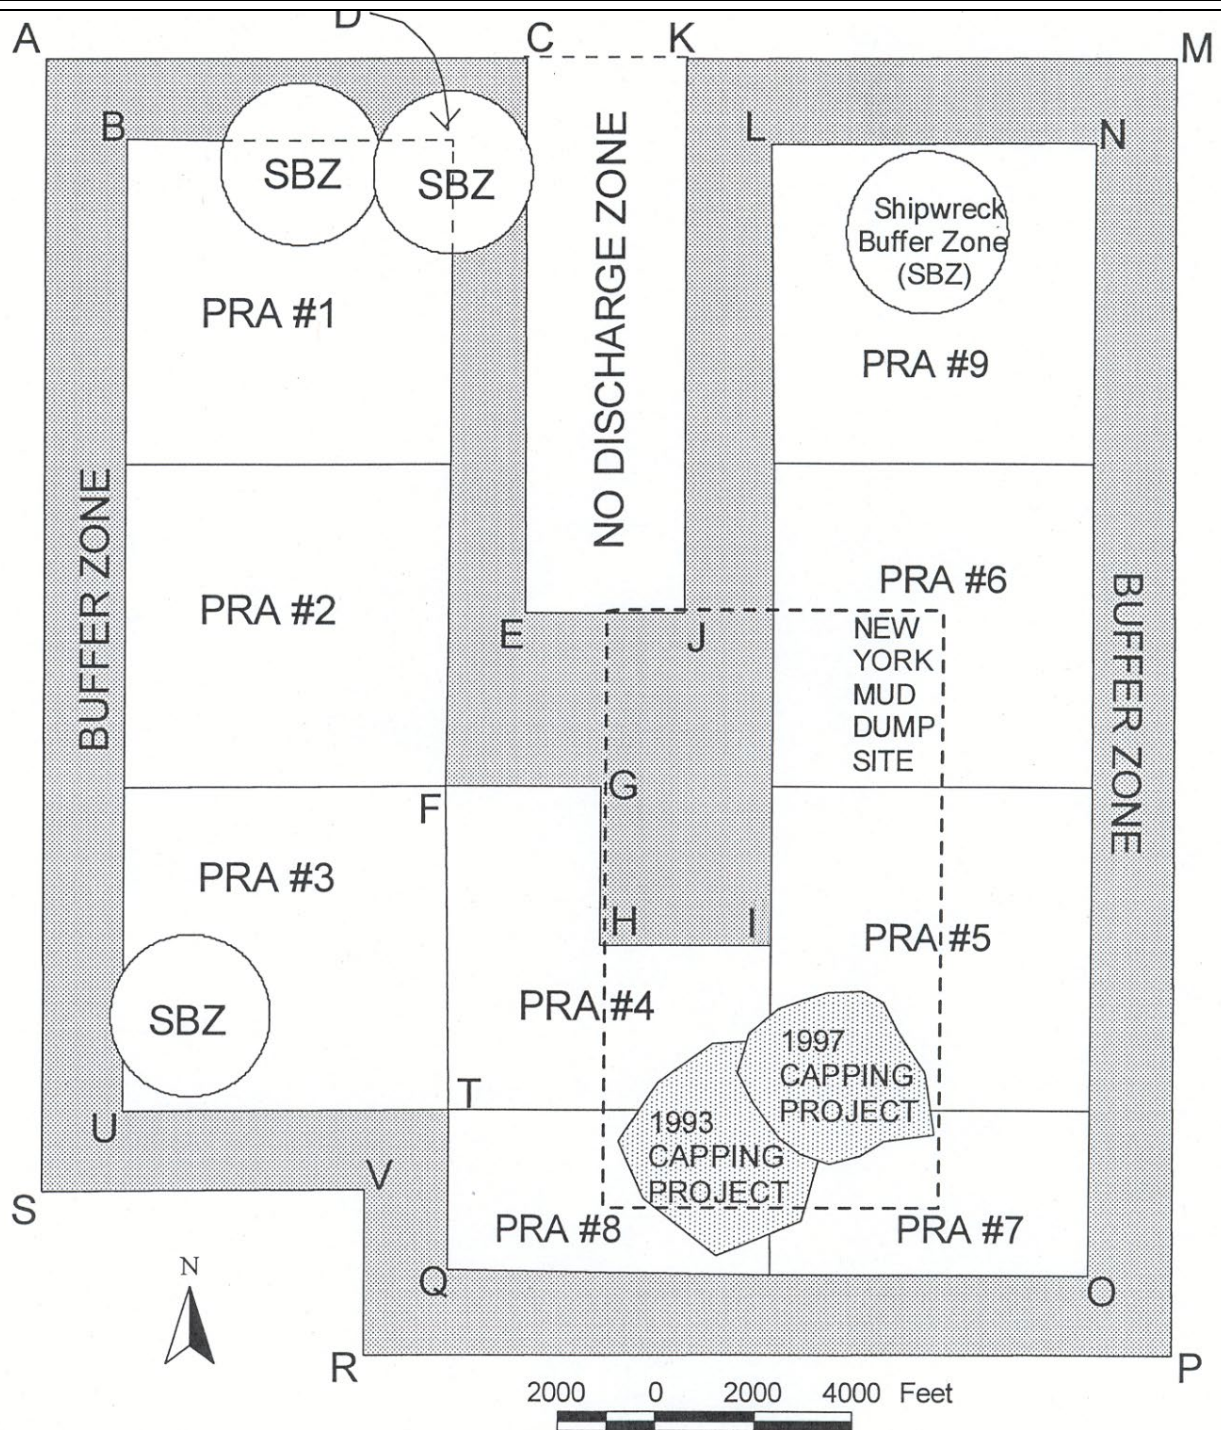 D
A
C
K
M
B
L
N
SBZ
SBZ
Shipwreck
Buffer Zone
(SBZ)
NO DISCHARGE ZONE
PRA #1
PRA #9
BUFFER ZONE
PRA #2
PRA #6
BUFFER ZONE
E
J
NEW
YORK
MUD
DUMP
SITE
G
F
PRA #3
H
I
PRA #5
SBZ
PRA #4
1997
CAPPING
PROJECT
T
U
1993
CAPPING
PROJECT
V
S
PRA #8
PRA #7
N
Q
O
R
P
2000 0 2000 4000 Feet